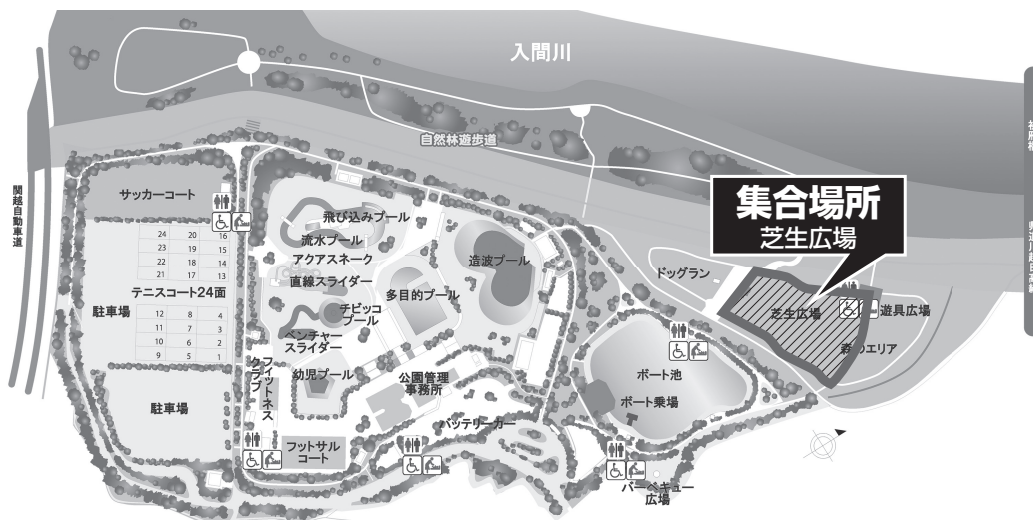 入間川
自然林遊歩道
関越自動車道
サッカーコート
24 20 16
23 19 15
22 18 14
21 17 13
テニスコート24面
駐車場
12 8 4
11 7 3
10 6 2
9 5 1
駐車場
飛び込みプール
流水プール
アクアスネーク
直線スライダー
造波プール
多目的プール
チビッコ
プール
ベンチャー
スライダー
幼児プール
フィットネス
クラブ
公園管理
事務所
バッテリーカー
フットサル
コート
集合場所
芝生広場
ドッグラン
芝生広場
遊具広場
エリア
ボート池
ボート乗場
バーベキュー
広場